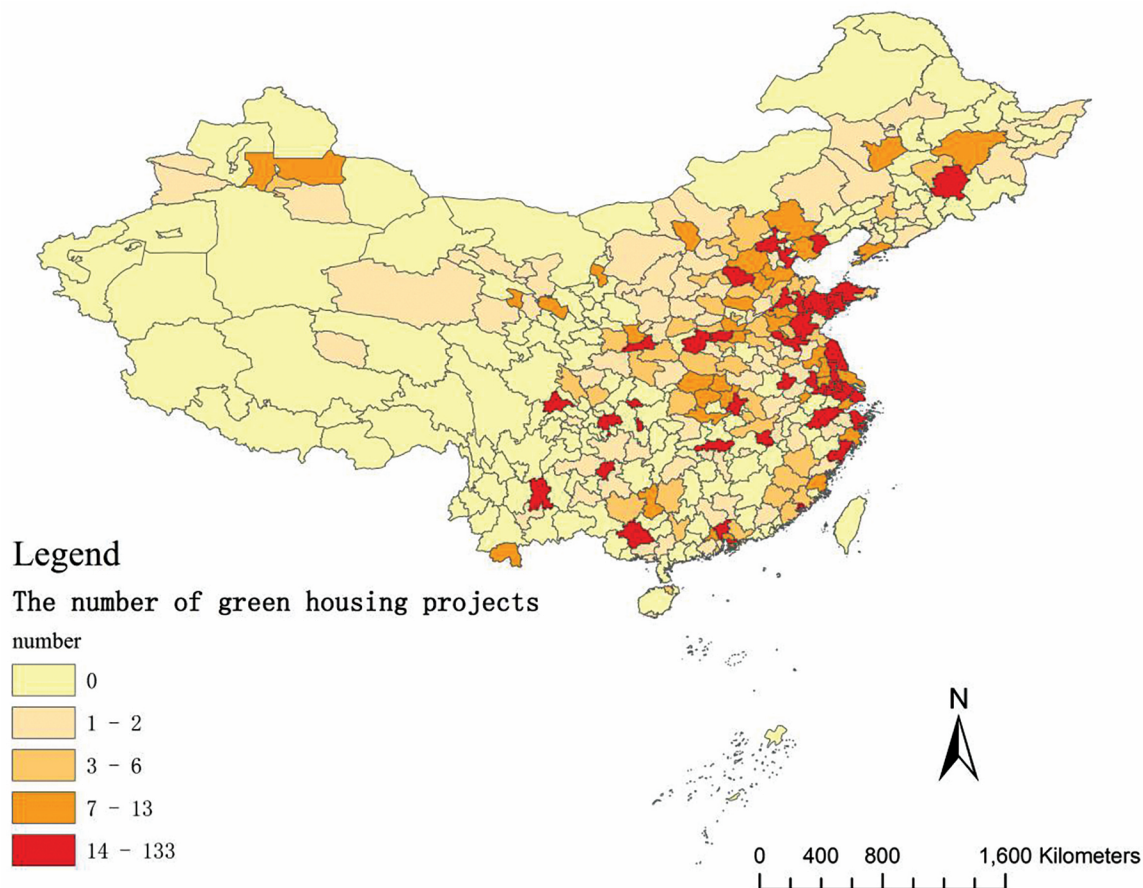 Legend
The number of green housing projects
number
0
1 - 2
3 - 6
7 - 13
14 - 133
N
0 400 800 1,600 Kilometers